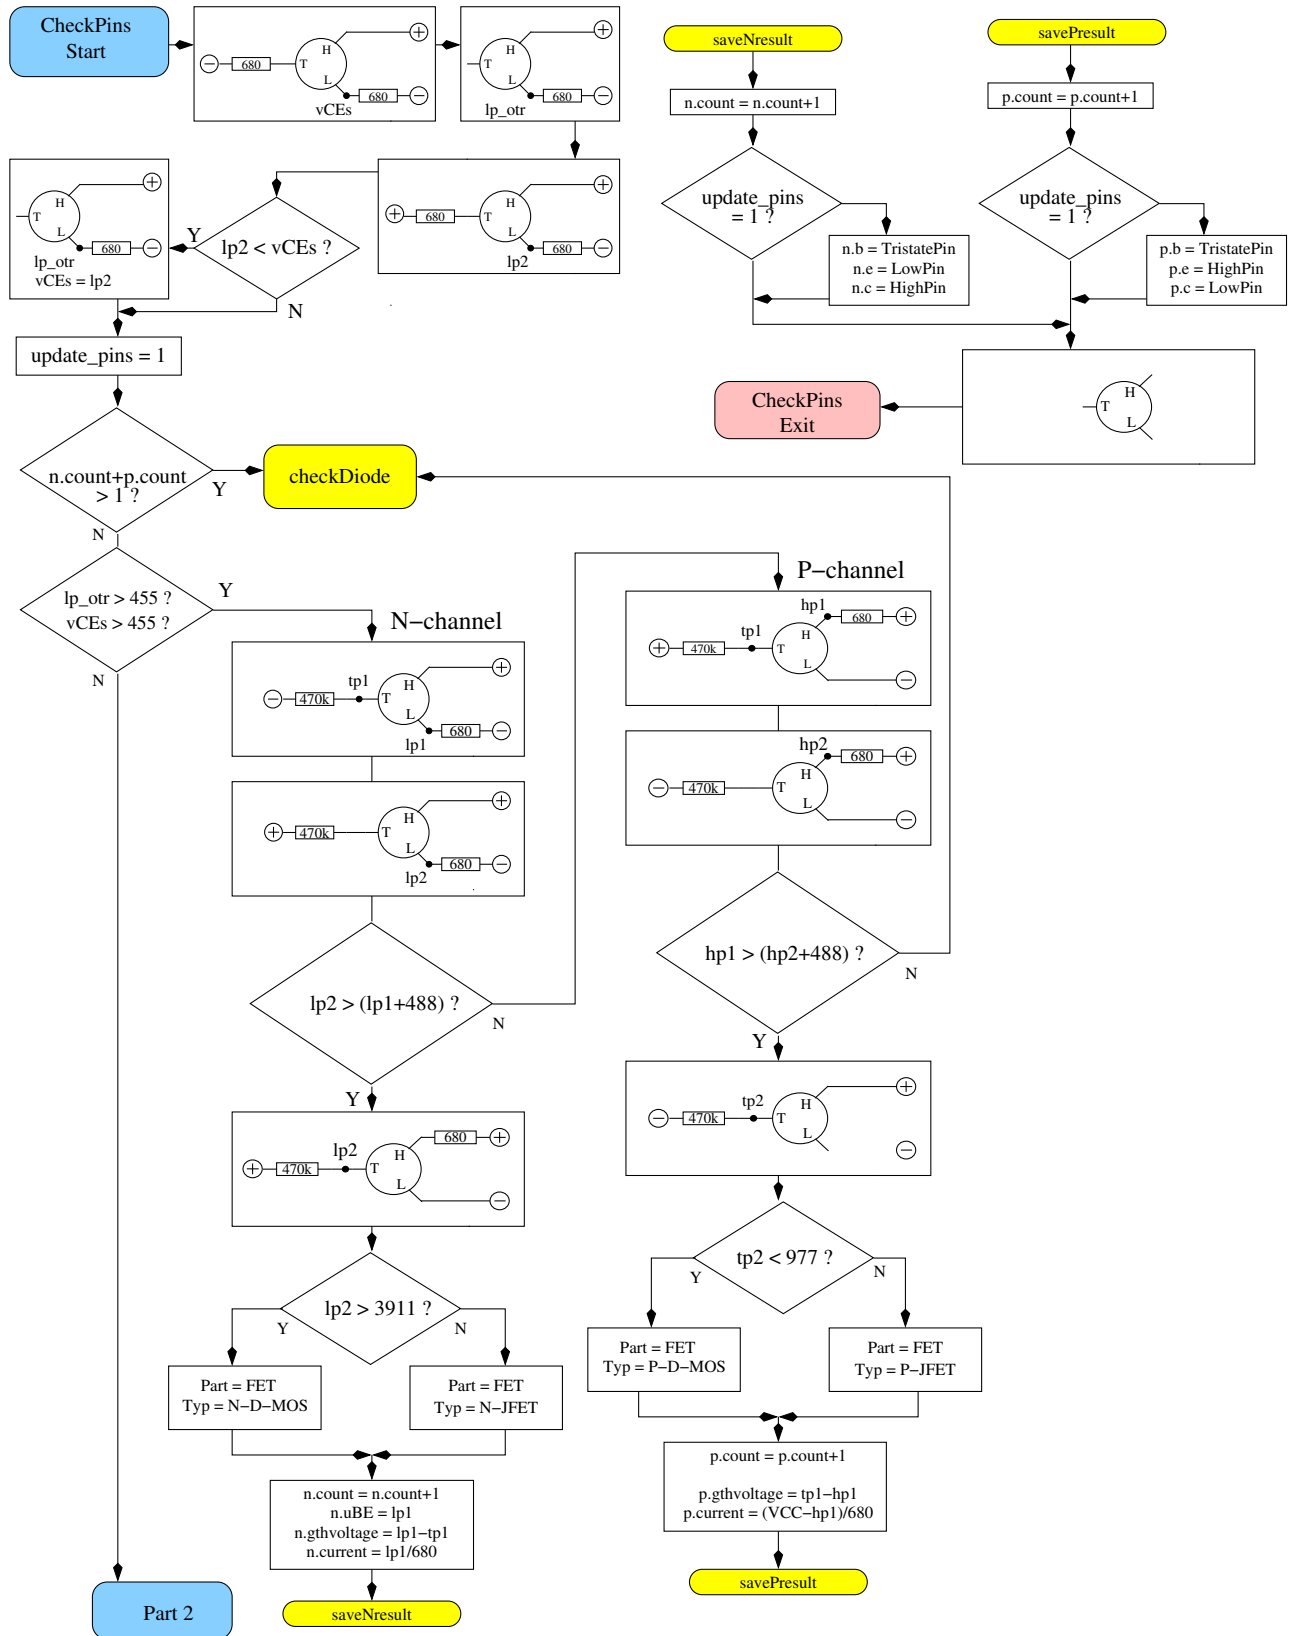 CheckPins
Start
H
T
L
+
−
680
680
−
vCEs
H
T
L
+
680
−
lp_otr
saveNresult
n.count = n.count+1
update_pins
= 1 ?
Y
n.b = TristatePin
n.e = LowPin
n.c = HighPin
savePresult
p.count = p.count+1
update_pins
= 1 ?
Y
p.b = TristatePin
p.e = HighPin
p.c = LowPin
H
T
L
+
680
−
lp_otr
vCEs = lp2
Y
lp2 < vCEs ?
N
H
T
L
+
+
680
680
−
lp2
update_pins = 1
H
T
L
CheckPins
Exit
n.count+p.count
> 1 ?
Y
N
checkDiode
lp_otr > 455 ?
vCEs > 455 ?
Y
N
N−channel
tp1
H
T
L
+
−
470k
680
−
lp1
H
T
L
+
+
470k
680
−
lp2
lp2 > (lp1+488) ?
N
Y
lp2
H
T
L
680
+
+
470k
−
lp2 > 3911 ?
Y
N
Part = FET
Typ = N−D−MOS
Part = FET
Typ = N−JFET
n.count = n.count+1
n.uBE = lp1
n.gthvoltage = lp1−tp1
n.current = lp1/680
saveNresult
Part 2
P−channel
hp1
tp1
H
T
L
680
+
+
470k
−
hp2
H
T
L
680
+
−
470k
−
hp1 > (hp2+488) ?
N
Y
tp2
H
T
L
+
−
470k
−
tp2 < 977 ?
Y
N
Part = FET
Typ = P−D−MOS
Part = FET
Typ = P−JFET
p.count = p.count+1
p.gthvoltage = tp1−hp1
p.current = (VCC−hp1)/680
savePresult